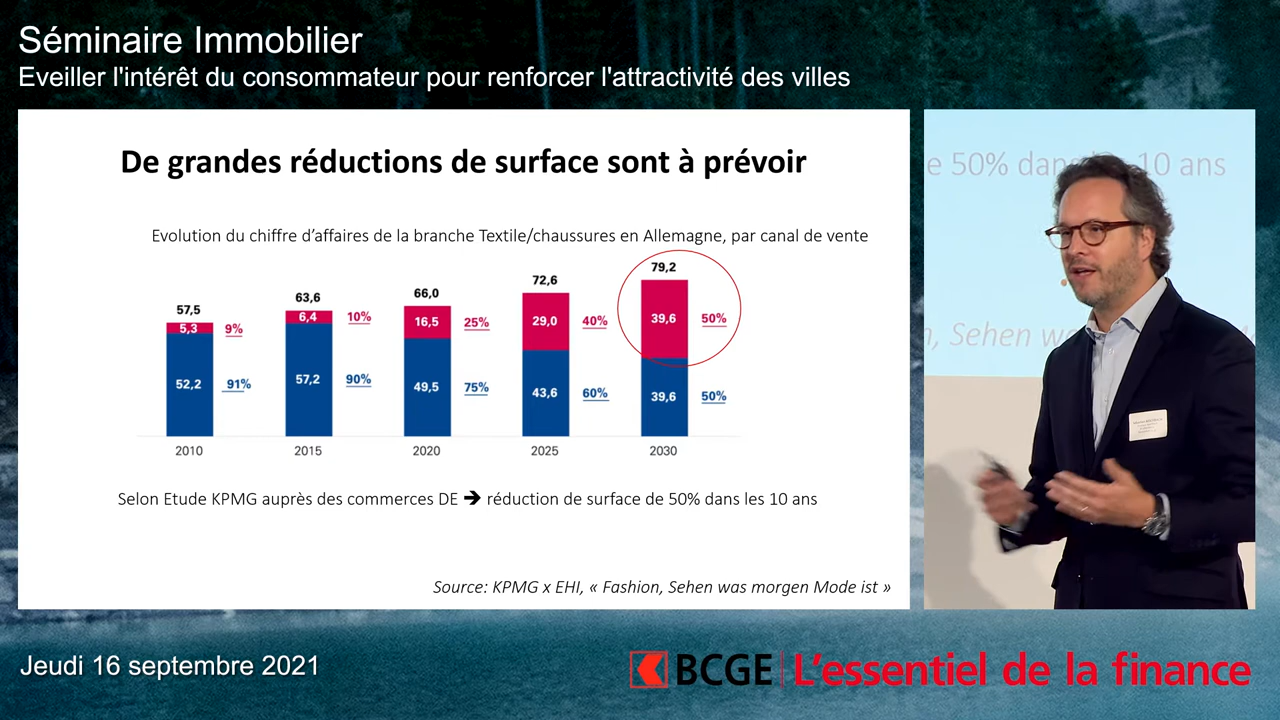 Séminaire Immobilier
Eveiller l'intérêt du consommateur pour renforcer l'attractivité des villes
De grandes réductions de surface sont à prévoir
Evolution du chiffre d'affaires de la branche Textile/chaussures en Allemagne, par canal de vente
57,5
63,6
66,0
72,6
79,2
5,3 9%
6,4 10%
16,5 25%
29,0 40%
39,6 50%
52,2 91%
57,2 90%
49,5 75%
43,6 60%
39,6 50%
2010 2015 2020 2025 2030
Selon Etude KPMG auprès des commerces DE ➔ réduction de surface de 50% dans les 10 ans
Source: KPMG x EHI, « Fashion, Sehen was morgen Mode ist »
e 50% dan 10 ans
, Sehen wa
Jeudi 16 septembre 2021
BCGE L'essentiel de la finance